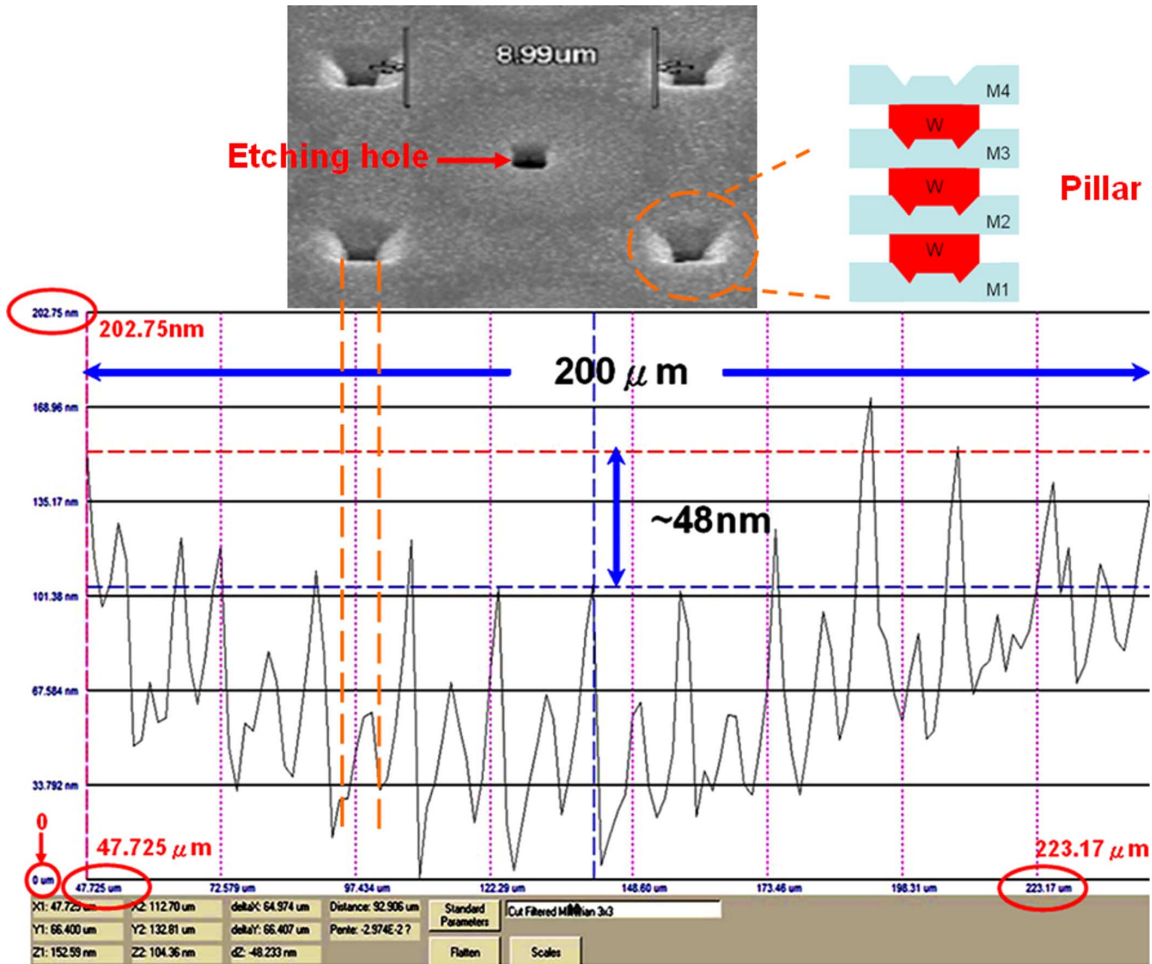 8.99um
Etching hole
M4
W
M3
W
M2
W
M1
Pillar
202.75 nm
202.75nm
200 μm
168.96 nm
135.17 nm
~48nm
101.38 nm
67.584 nm
33.792 nm
0
47.725 μm
223.17 μm
0 um
47.725 um
72.579 um
97.434 um
122.29 um
148.60 um
173.46 um
198.31 um
223.17 um
X1: 47.725 um
X2: 112.70 um
deltaX: 64.974 um
Distance: 92.906 um
Standard Parameters
Cut Filtered
3x3
Y1: 66.400 um
Y2: 132.81 um
deltaY: 66.407 um
Pente: -2.974E-2 ?
Z1: 152.59 nm
Z2: 104.36 nm
dZ: -48.233 nm
Flatten
Scales